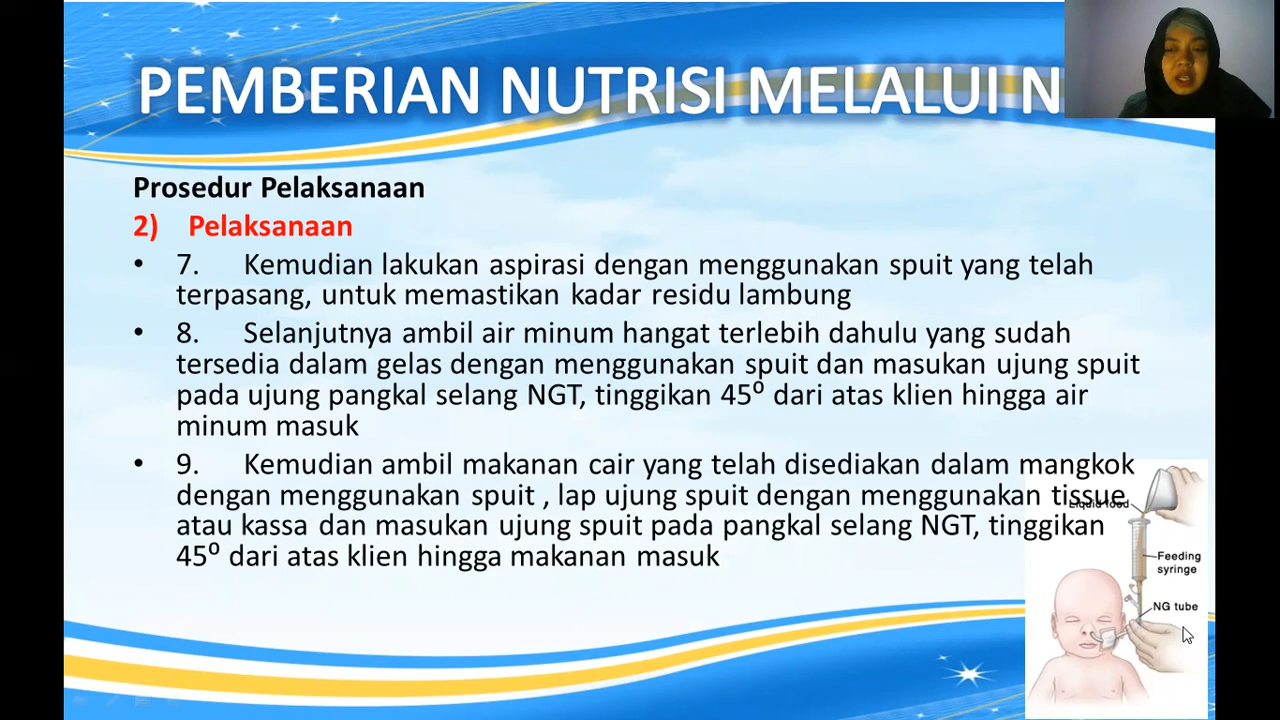 PEMBERIAN NUTRISI MELALUI
Prosedur Pelaksanaan
2) Pelaksanaan
• 7. Kemudian lakukan aspirasi dengan menggunakan spuit yang telah
terpasang, untuk memastikan kadar residu lambung
• 8. Selanjutnya ambil air minum hangat terlebih dahulu yang sudah
tersedia dalam gelas dengan menggunakan spuit dan masukan ujung spuit
pada ujung pangkal selang NGT, tinggikan 45⁰ dari atas klien hingga air
minum masuk
• 9. Kemudian ambil makanan cair yang telah disediakan dalam mangkok
dengan menggunakan spuit , lap ujung spuit dengan menggunakan tissue
atau kassa dan masukan ujung spuit pada pangkal selang NGT, tinggikan
45⁰ dari atas klien hingga makanan masuk
Liquid food
Feeding
syringe
NG tube